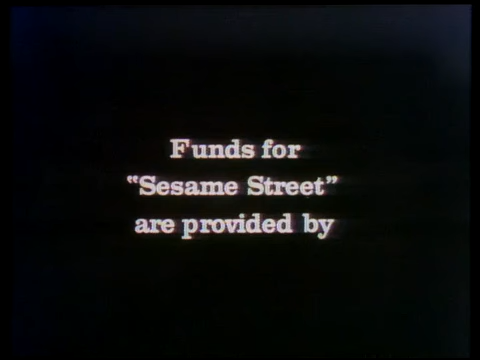 Funds for
“Sesame Street”
are provided by